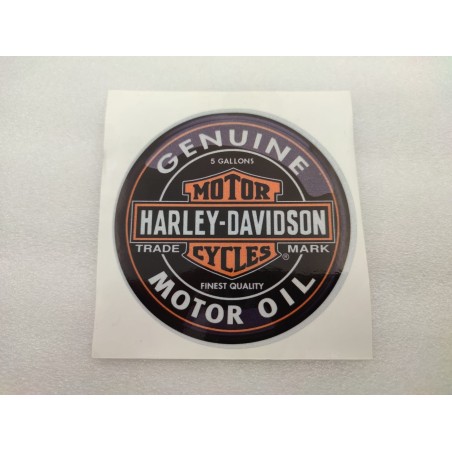 GENUINE
5 GALLONS
MOTOR
HARLEY-DAVIDSON
TRADE MARK
CYCLES ®
FINEST QUALITY
MOTOR OIL